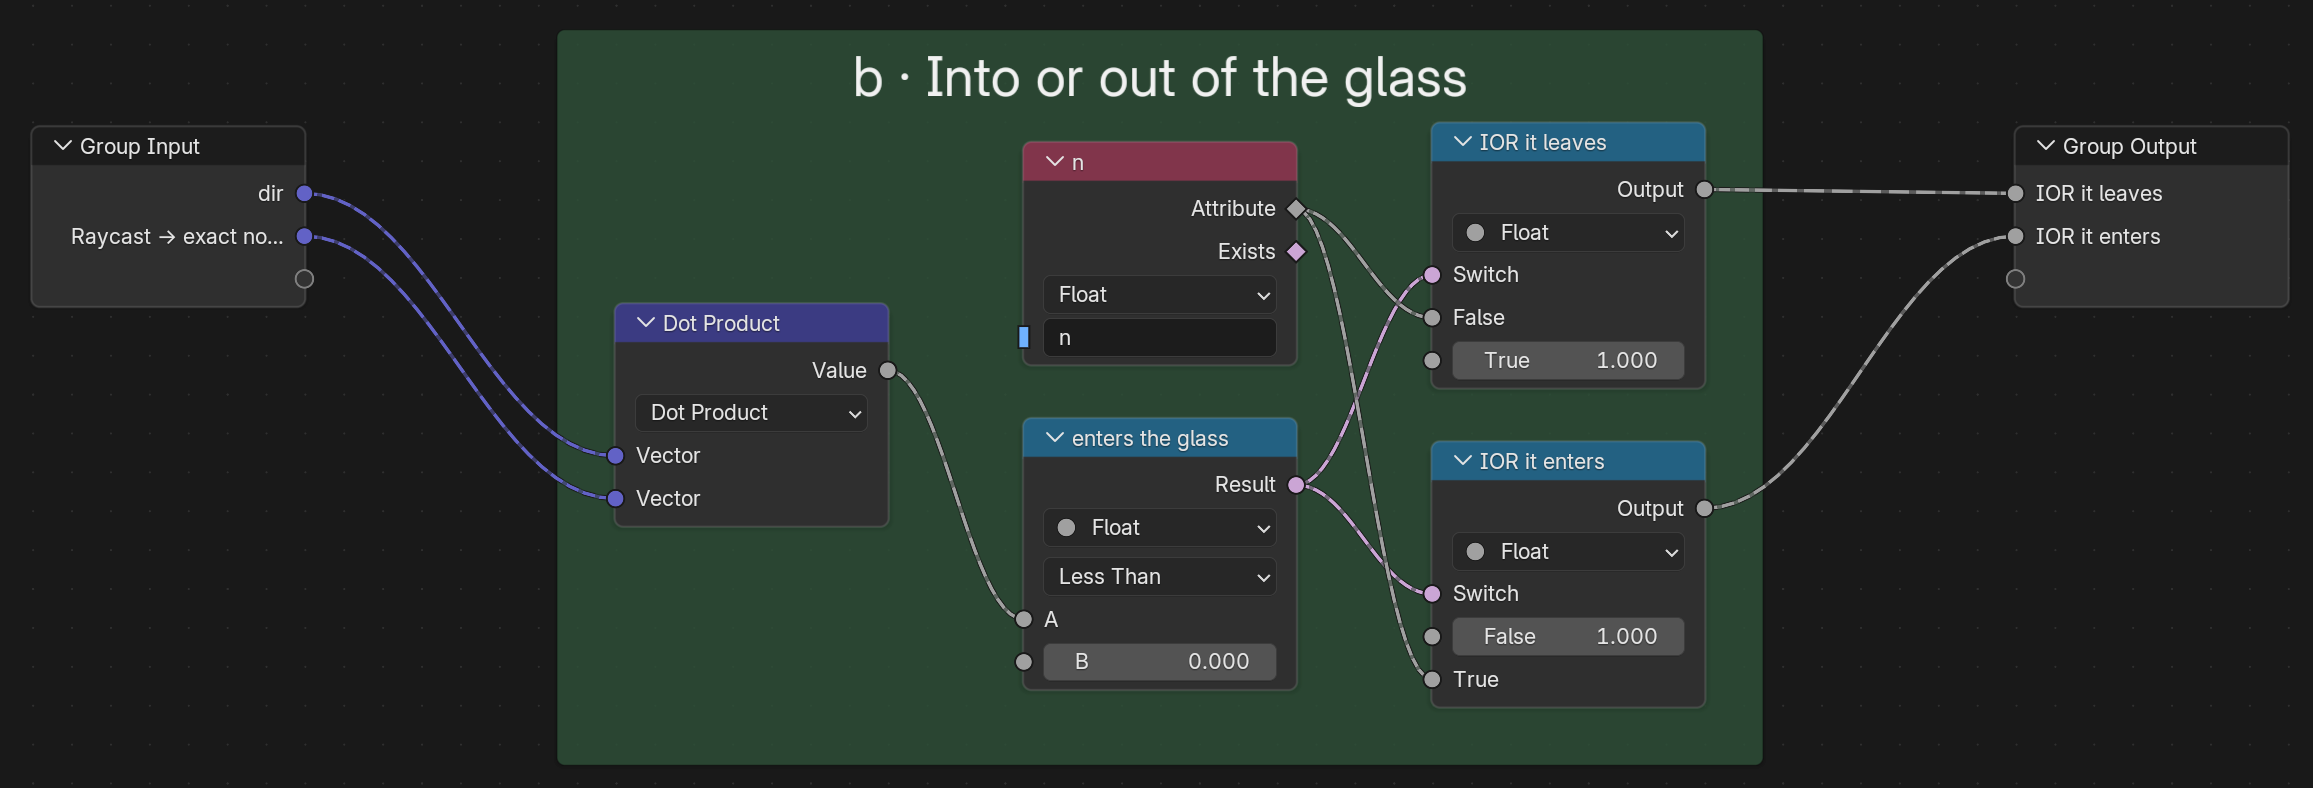 b · Into or out of the glass
Group Input
dir
Raycast → exact no...
Dot Product
Value
Dot Product
Vector
Vector
n
Attribute
Exists
Float
n
enters the glass
Result
Float
Less Than
A
B 0.000
IOR it leaves
Output
Float
Switch
False
True 1.000
IOR it enters
Output
Float
Switch
False 1.000
True
Group Output
IOR it leaves
IOR it enters